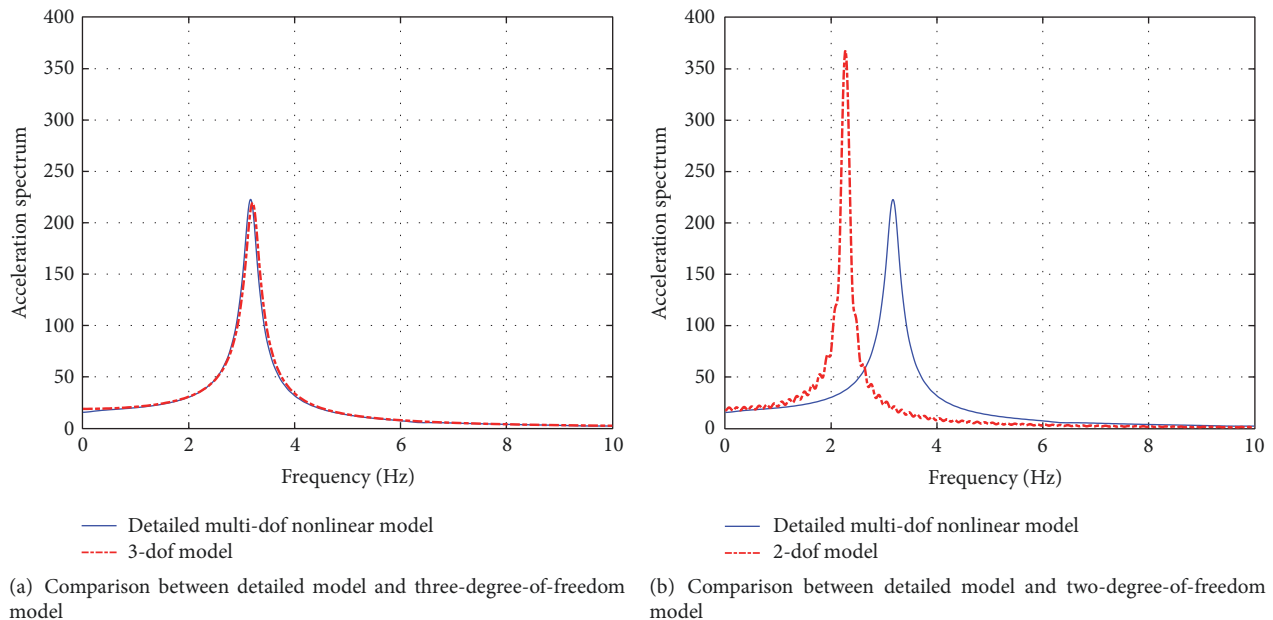 400
350
300
250
200
150
100
50
0
Acceleration spectrum
0 2 4 6 8 10
Frequency (Hz)
Detailed multi-dof nonlinear model
3-dof model
(a) Comparison between detailed model and three-degree-of-freedom
model
400
350
300
250
200
150
100
50
0
Acceleration spectrum
0 2 4 6 8 10
Frequency (Hz)
Detailed multi-dof nonlinear model
2-dof model
(b) Comparison between detailed model and two-degree-of-freedom
model